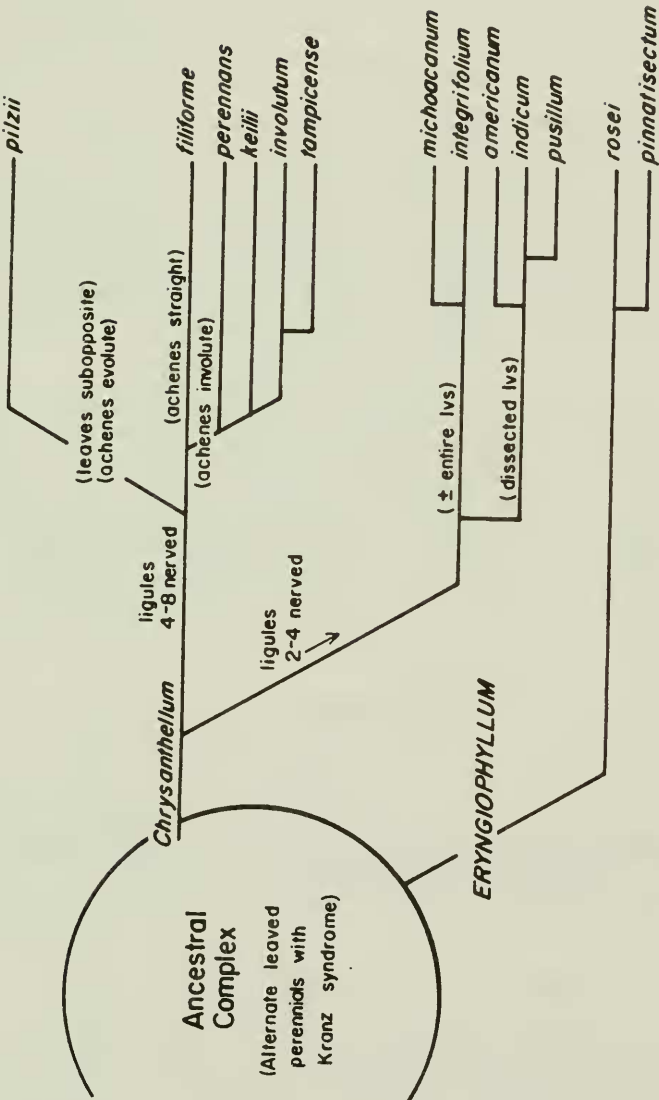 pilzii
(leaves subopposite)
(achenes evolute)
filiforme
perennans
keilii
involutum
tampicense
(achenes straight)
(achenes involute)
ligules
4-8 nerved
Chrysanthellum
ligules
2-4 nerved
michoacanum
integrifolium
americanum
indicum
pusillum
(± entire lvs)
(dissected lvs)
rosei
pinnatisectum
ERYNGIOPHYLLUM
Ancestral
Complex
(Alternate leaved
perennials with
Kranz syndrome)